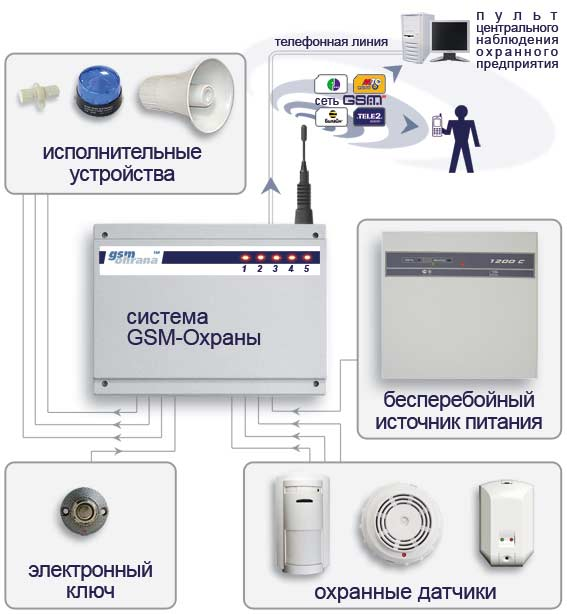 пульт
центрального
наблюдения
охранного
предприятия
телефонная линия
сеть GSM
Билайн
TELE2
исполнительные
устройства
gsm
ohrana
1 2 3 4 5
система
GSM-Охраны
1200 C
бесперебойный
источник питания
электронный
ключ
охранные датчики